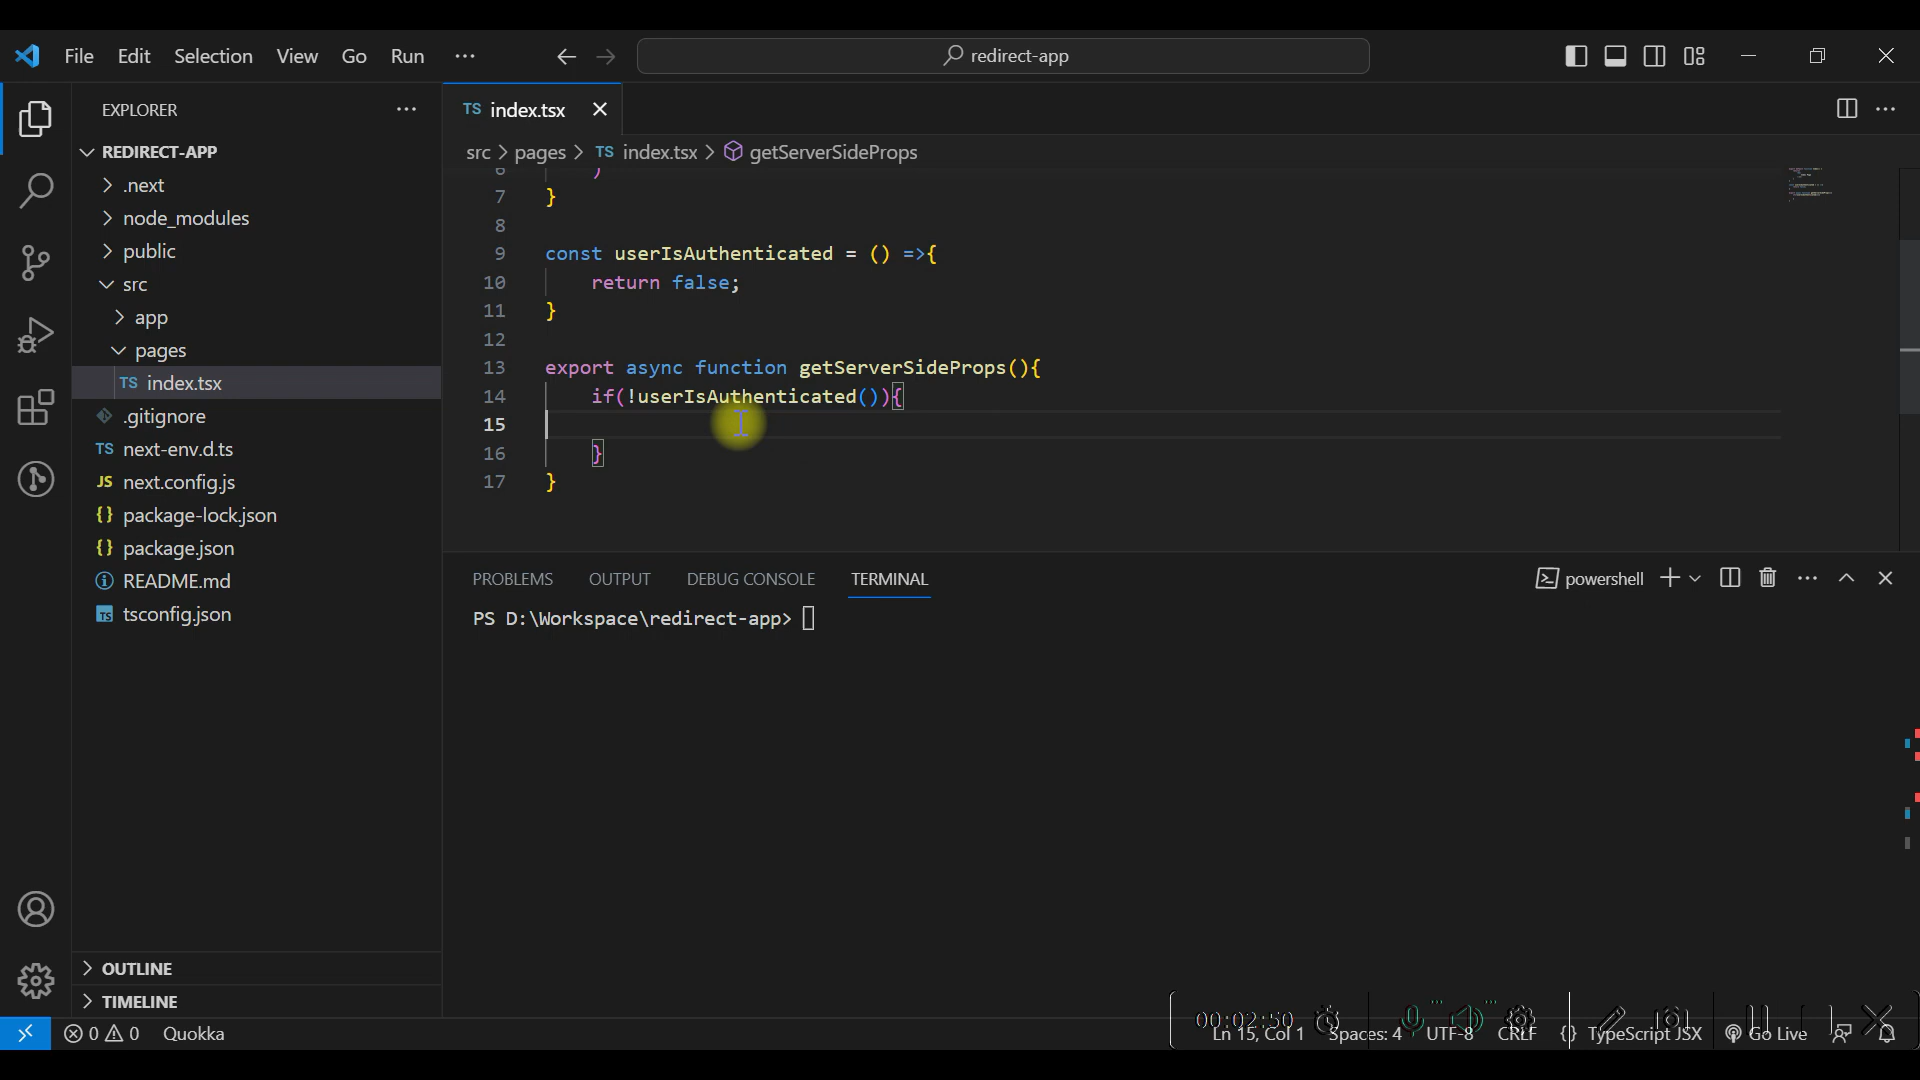 File Edit Selection View Go Run ··· redirect-app
EXPLORER ···
REDIRECT-APP
.next
node_modules
public
src
app
pages
TS index.tsx
.gitignore
TS next-env.d.ts
JS next.config.js
{} package-lock.json
{} package.json
README.md
TS tsconfig.json
OUTLINE
TIMELINE
TS index.tsx
src > pages > TS index.tsx > getServerSideProps
6 )
7 }
8
9 const userIsAuthenticated = () =>{
10 return false;
11 }
12
13 export async function getServerSideProps(){
14 if(!userIsAuthenticated()){
15
16 }
17 }
PROBLEMS OUTPUT DEBUG CONSOLE TERMINAL powershell
PS D:\Workspace\redirect-app>
00:02:50
0 0 Quokka Ln 15, Col 1 Spaces: 4 UTF-8 CRLF {} TypeScript JSX Go Live